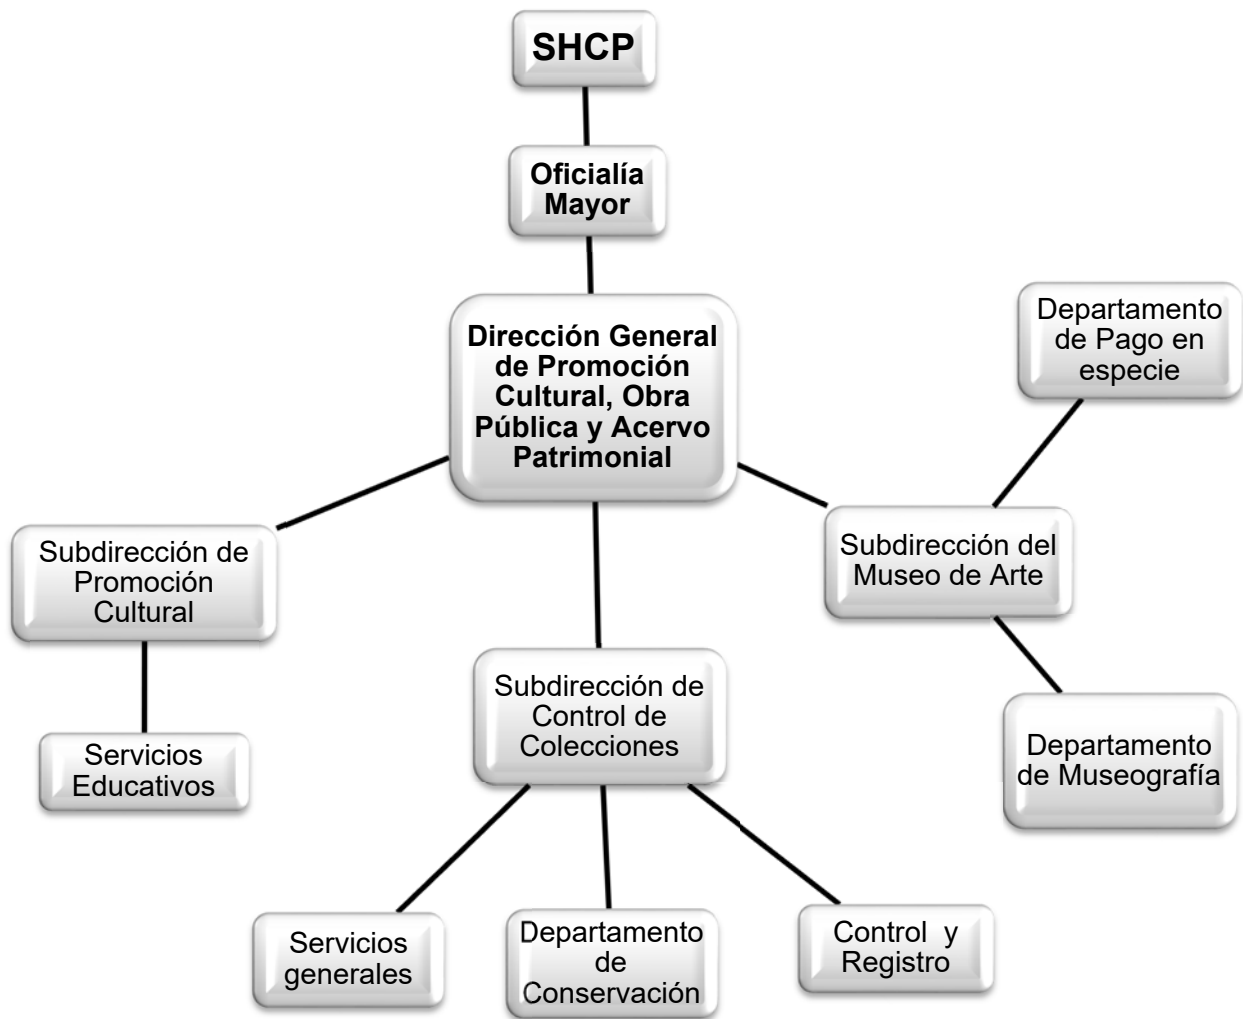 SHCP
Oficialía
Mayor
Dirección General
de Promoción
Cultural, Obra
Pública y Acervo
Patrimonial
Departamento
de Pago en
especie
Subdirección de
Promoción
Cultural
Subdirección del
Museo de Arte
Subdirección de
Control de
Colecciones
Servicios
Educativos
Departamento
de Museografía
Servicios
generales
Departamento
de
Conservación
Control y
Registro